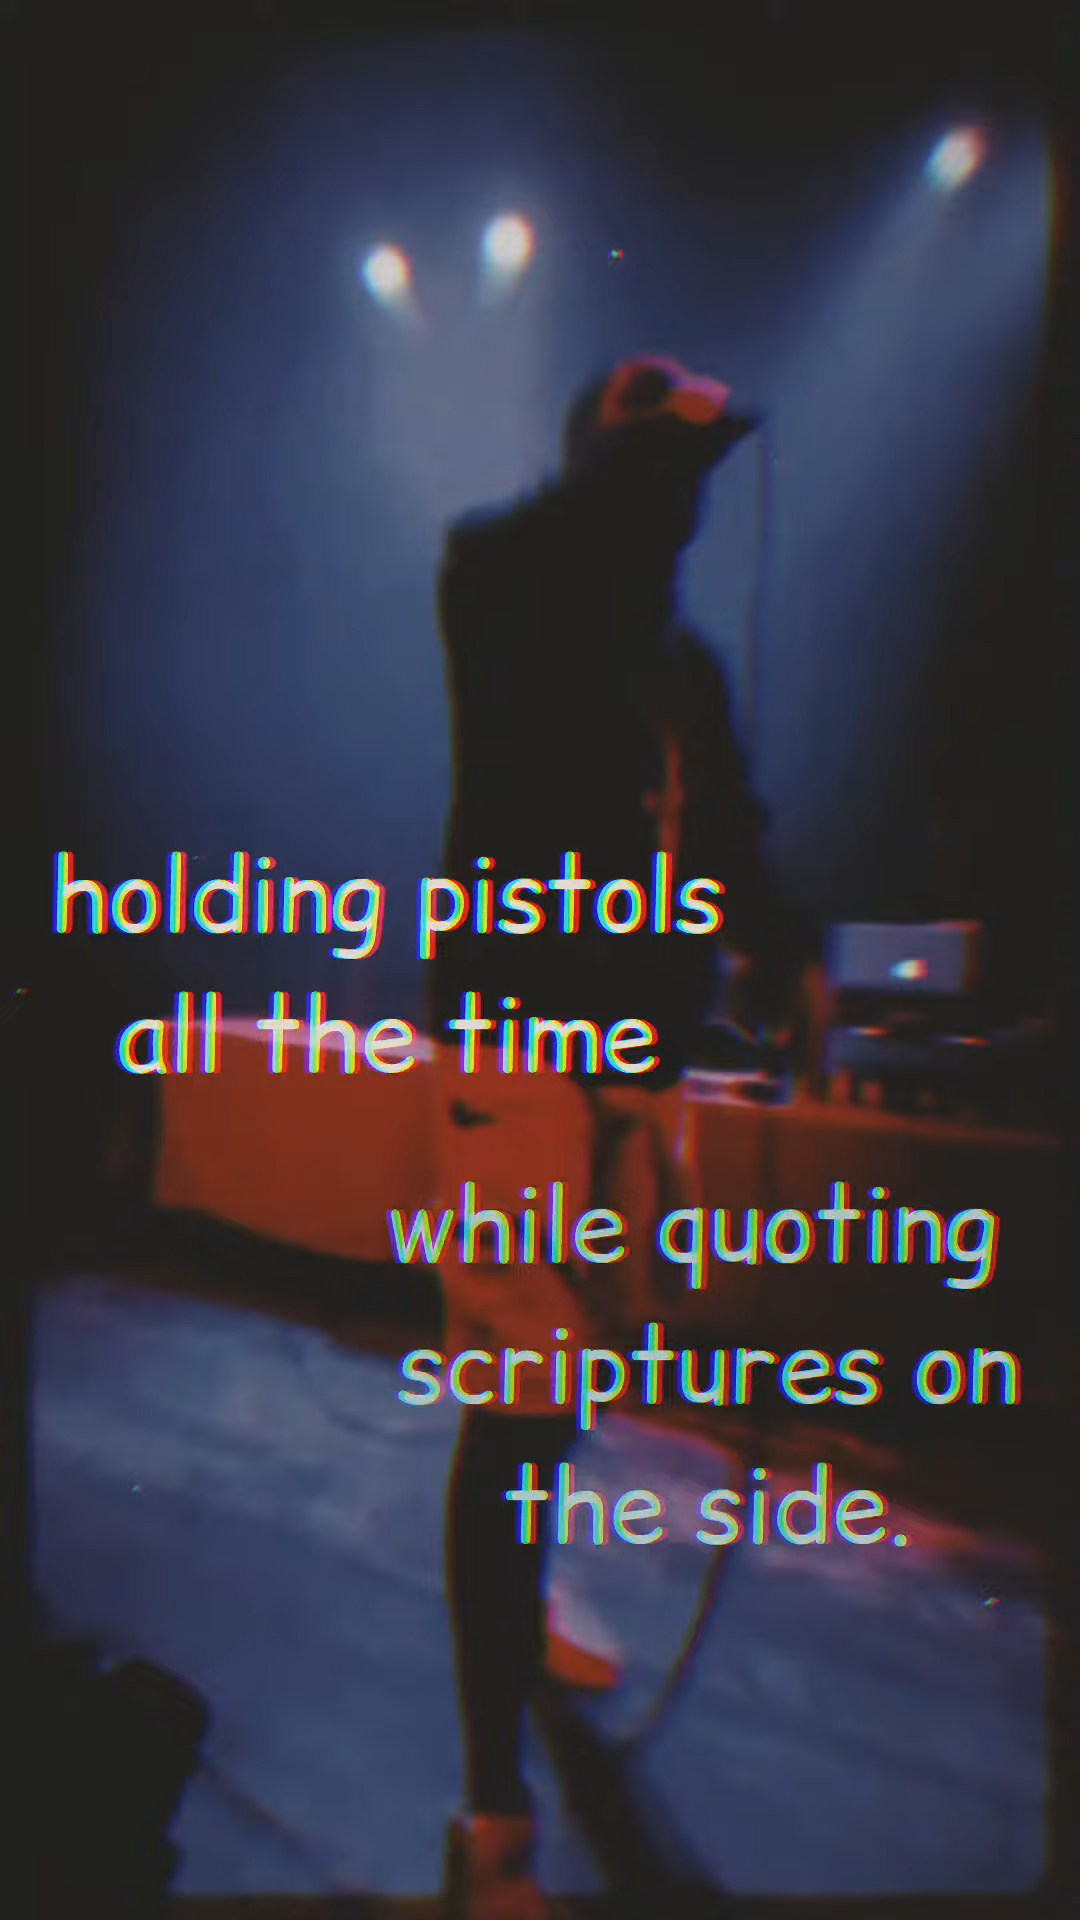 holding pistols
all the time
while quoting
scriptures on
the side.